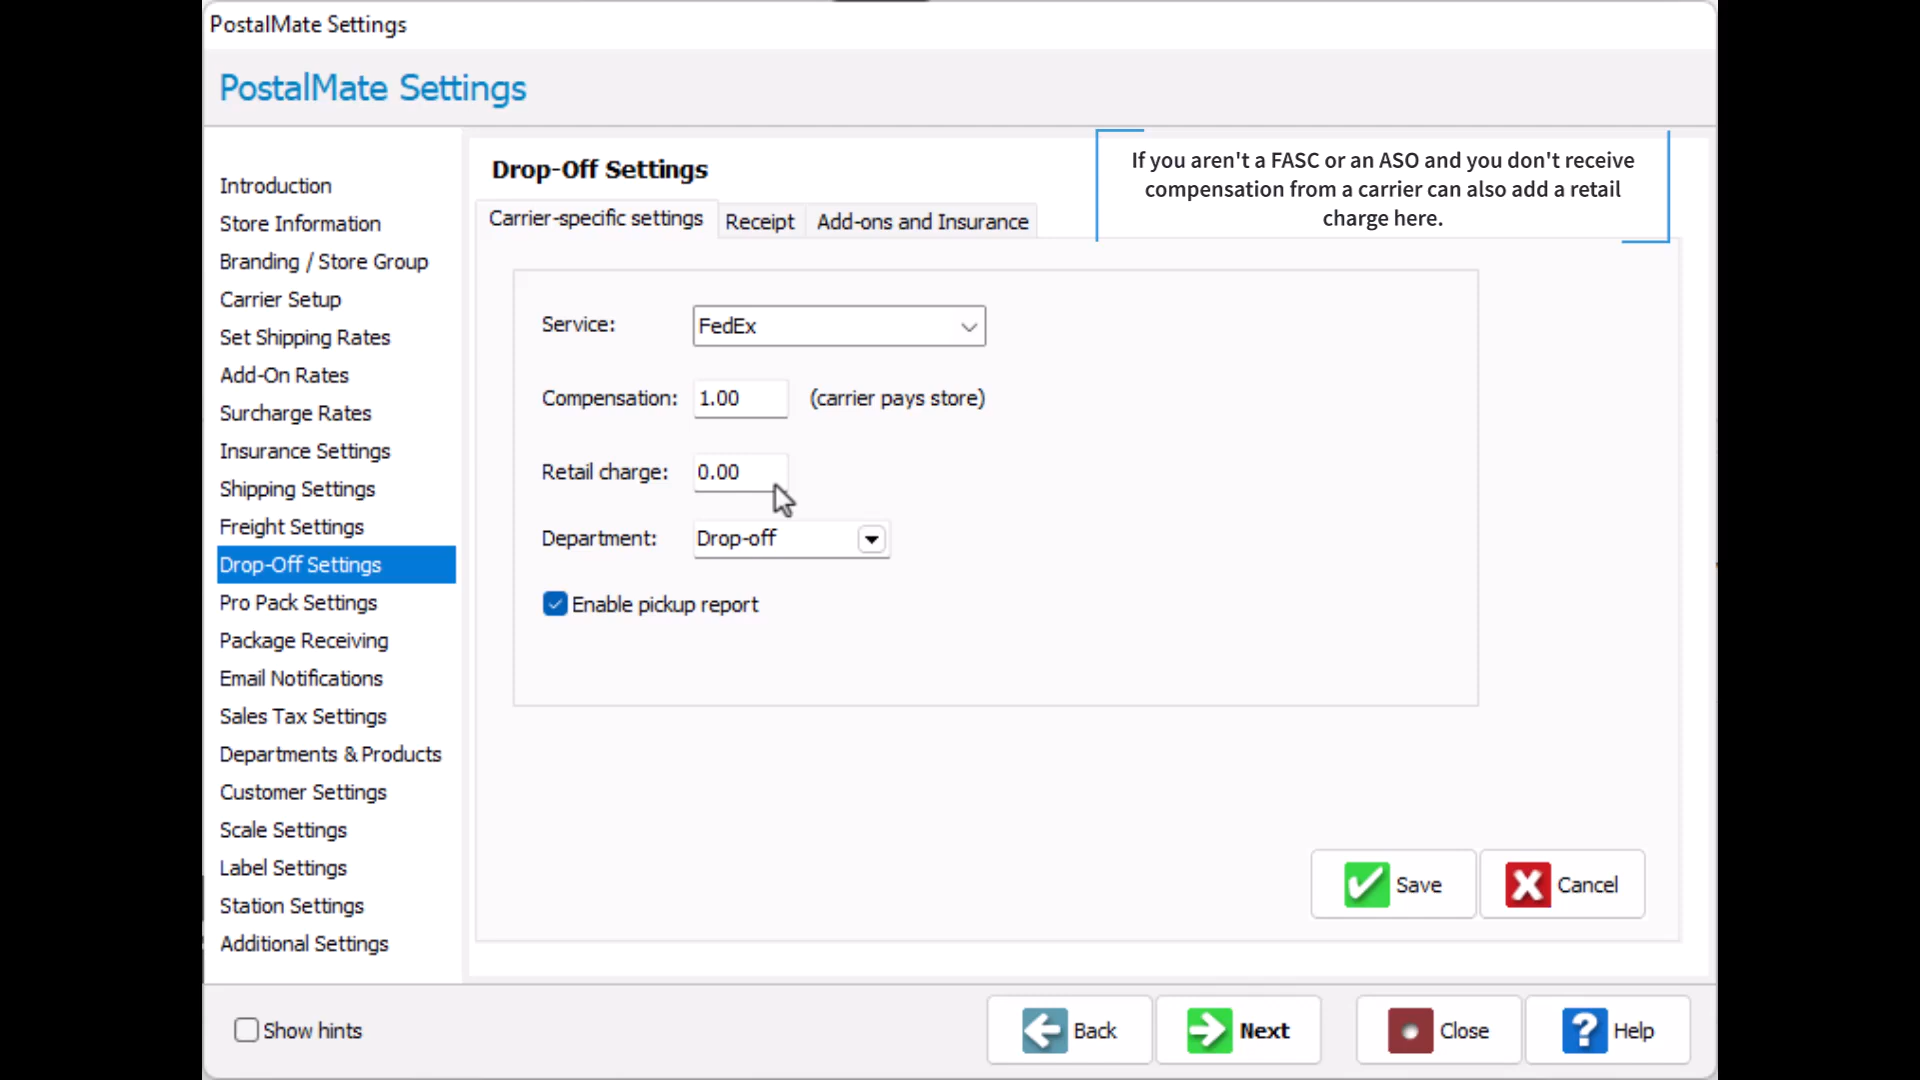 PostalMate Settings
PostalMate Settings
Introduction
Store Information
Branding / Store Group
Carrier Setup
Set Shipping Rates
Add-On Rates
Surcharge Rates
Insurance Settings
Shipping Settings
Freight Settings
Drop-Off Settings
Pro Pack Settings
Package Receiving
Email Notifications
Sales Tax Settings
Departments & Products
Customer Settings
Scale Settings
Label Settings
Station Settings
Additional Settings
Drop-Off Settings
If you aren't a FASC or an ASO and you don't receive
compensation from a carrier can also add a retail
charge here.
Carrier-specific settings Receipt Add-ons and Insurance
Service: FedEx
Compensation: 1.00 (carrier pays store)
Retail charge: 0.00
Department: Drop-off
Enable pickup report
Save Cancel
Show hints Back Next Close Help